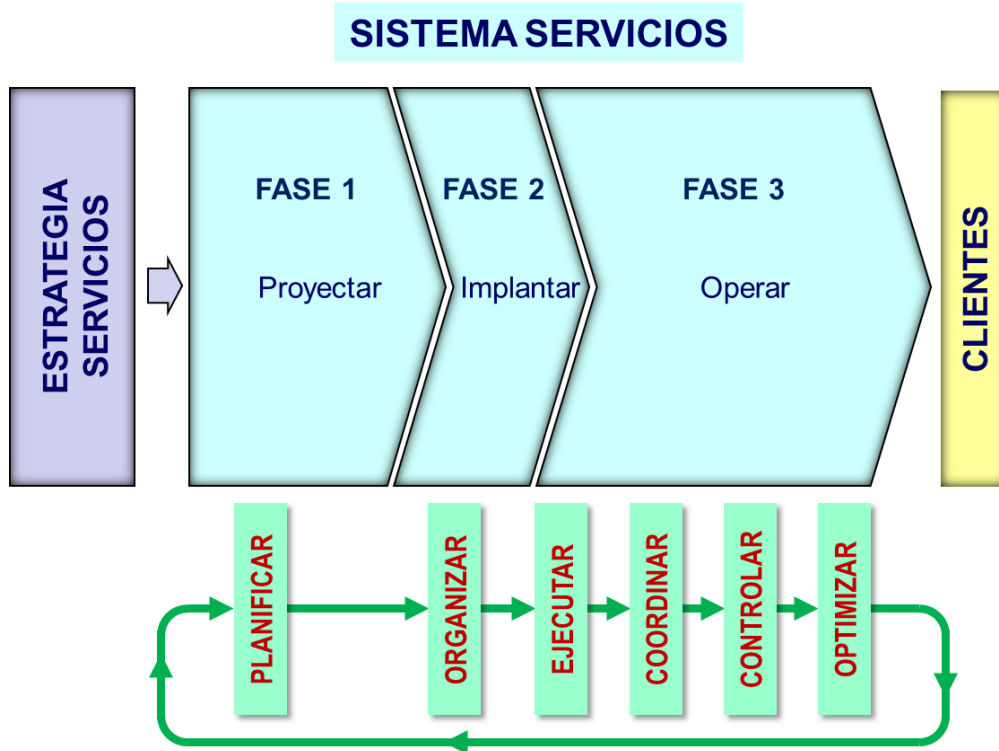 SISTEMA SERVICIOS
ESTRATEGIA
SERVICIOS
FASE 1
Proyectar
FASE 2
Implantar
FASE 3
Operar
CLIENTES
PLANIFICAR
ORGANIZAR
EJECUTAR
COORDINAR
CONTROLAR
OPTIMIZAR